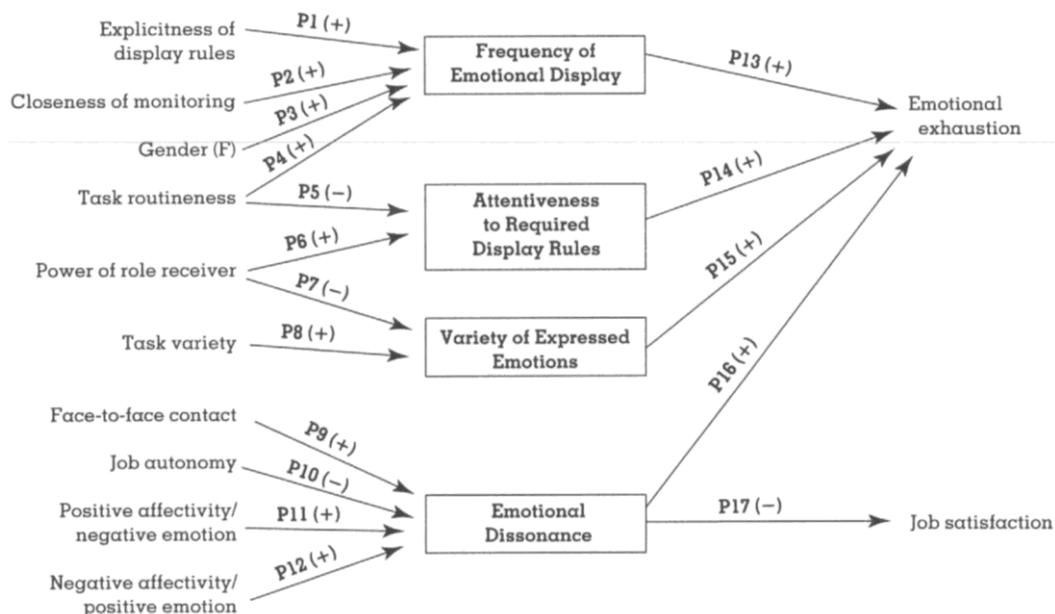 Explicitness of
display rules
Closeness of monitoring
Gender (F)
Task routineness
Power of role receiver
Task variety
Face-to-face contact
Job autonomy
Positive affectivity/
negative emotion
Negative affectivity/
positive emotion
P1 (+)
P2 (+)
P3 (+)
P4 (+)
P5 (−)
P6 (+)
P7 (−)
P8 (+)
P9 (+)
P10 (−)
P11 (+)
P12 (+)
Frequency of
Emotional Display
Attentiveness
to Required
Display Rules
Variety of Expressed
Emotions
Emotional
Dissonance
P13 (+)
P14 (+)
P15 (+)
P16 (+)
P17 (−)
Emotional
exhaustion
Job satisfaction